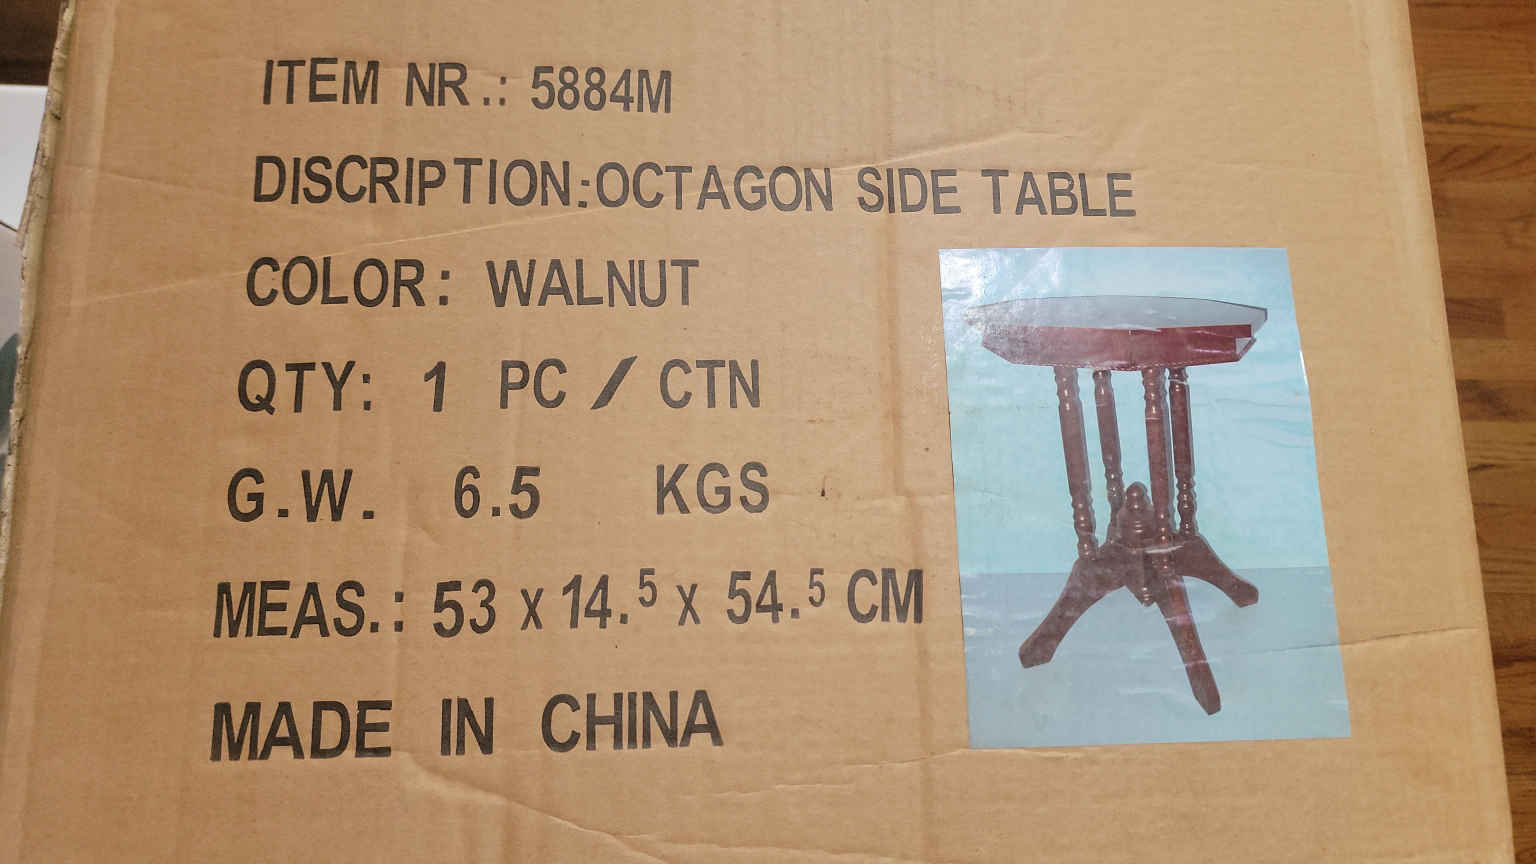 ITEM NR.: 5884M
DISCRIPTION:OCTAGON SIDE TABLE
COLOR: WALNUT
QTY: 1 PC / CTN
G.W. 6.5 KGS
MEAS.: 53 x 14.⁵ x 54.⁵ CM
MADE IN CHINA